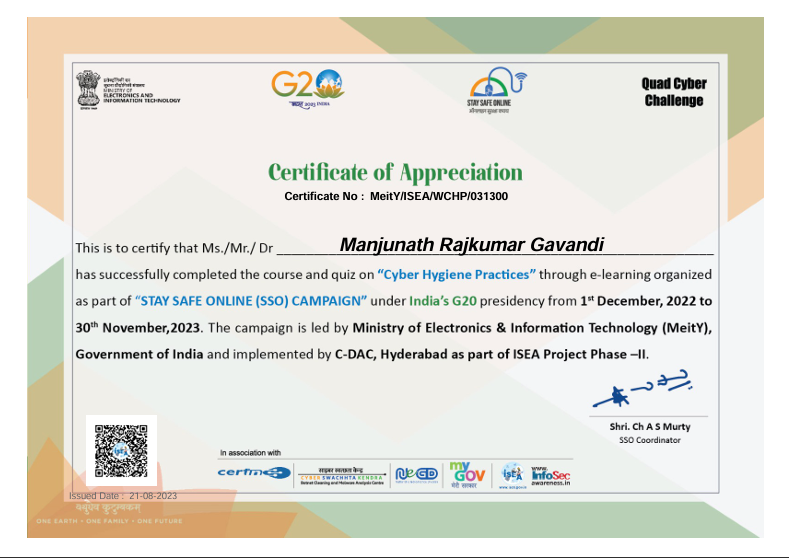 इलेक्ट्रॉनिकी एवं
सूचना प्रौद्योगिकी मंत्रालय
MINISTRY OF
ELECTRONICS AND
INFORMATION TECHNOLOGY
G20
भारत 2023 INDIA
STAY SAFE ONLINE
ऑनलाइन सुरक्षित रहें
Quad Cyber
Challenge
Certificate of Appreciation
Certificate No : MeitY/ISEA/WCHP/031300
This is to certify that Ms./Mr./ Dr Manjunath Rajkumar Gavandi
has successfully completed the course and quiz on “Cyber Hygiene Practices” through e-learning organized
as part of “STAY SAFE ONLINE (SSO) CAMPAIGN” under India’s G20 presidency from 1st December, 2022 to
30th November,2023. The campaign is led by Ministry of Electronics & Information Technology (MeitY),
Government of India and implemented by C-DAC, Hyderabad as part of ISEA Project Phase –II.
Shri. Ch A S Murty
SSO Coordinator
In association with
certin
साइबर स्वच्छता केन्द्र
CYBER SWACHHTA KENDRA
Botnet Cleaning and Malware Analysis Centre
NeGD
my
GOV
मेरी सरकार
ISEA
www.
InfoSec
awareness.in
Issued Date : 21-08-2023
वसुधैव कुटुम्बकम्
ONE EARTH • ONE FAMILY • ONE FUTURE